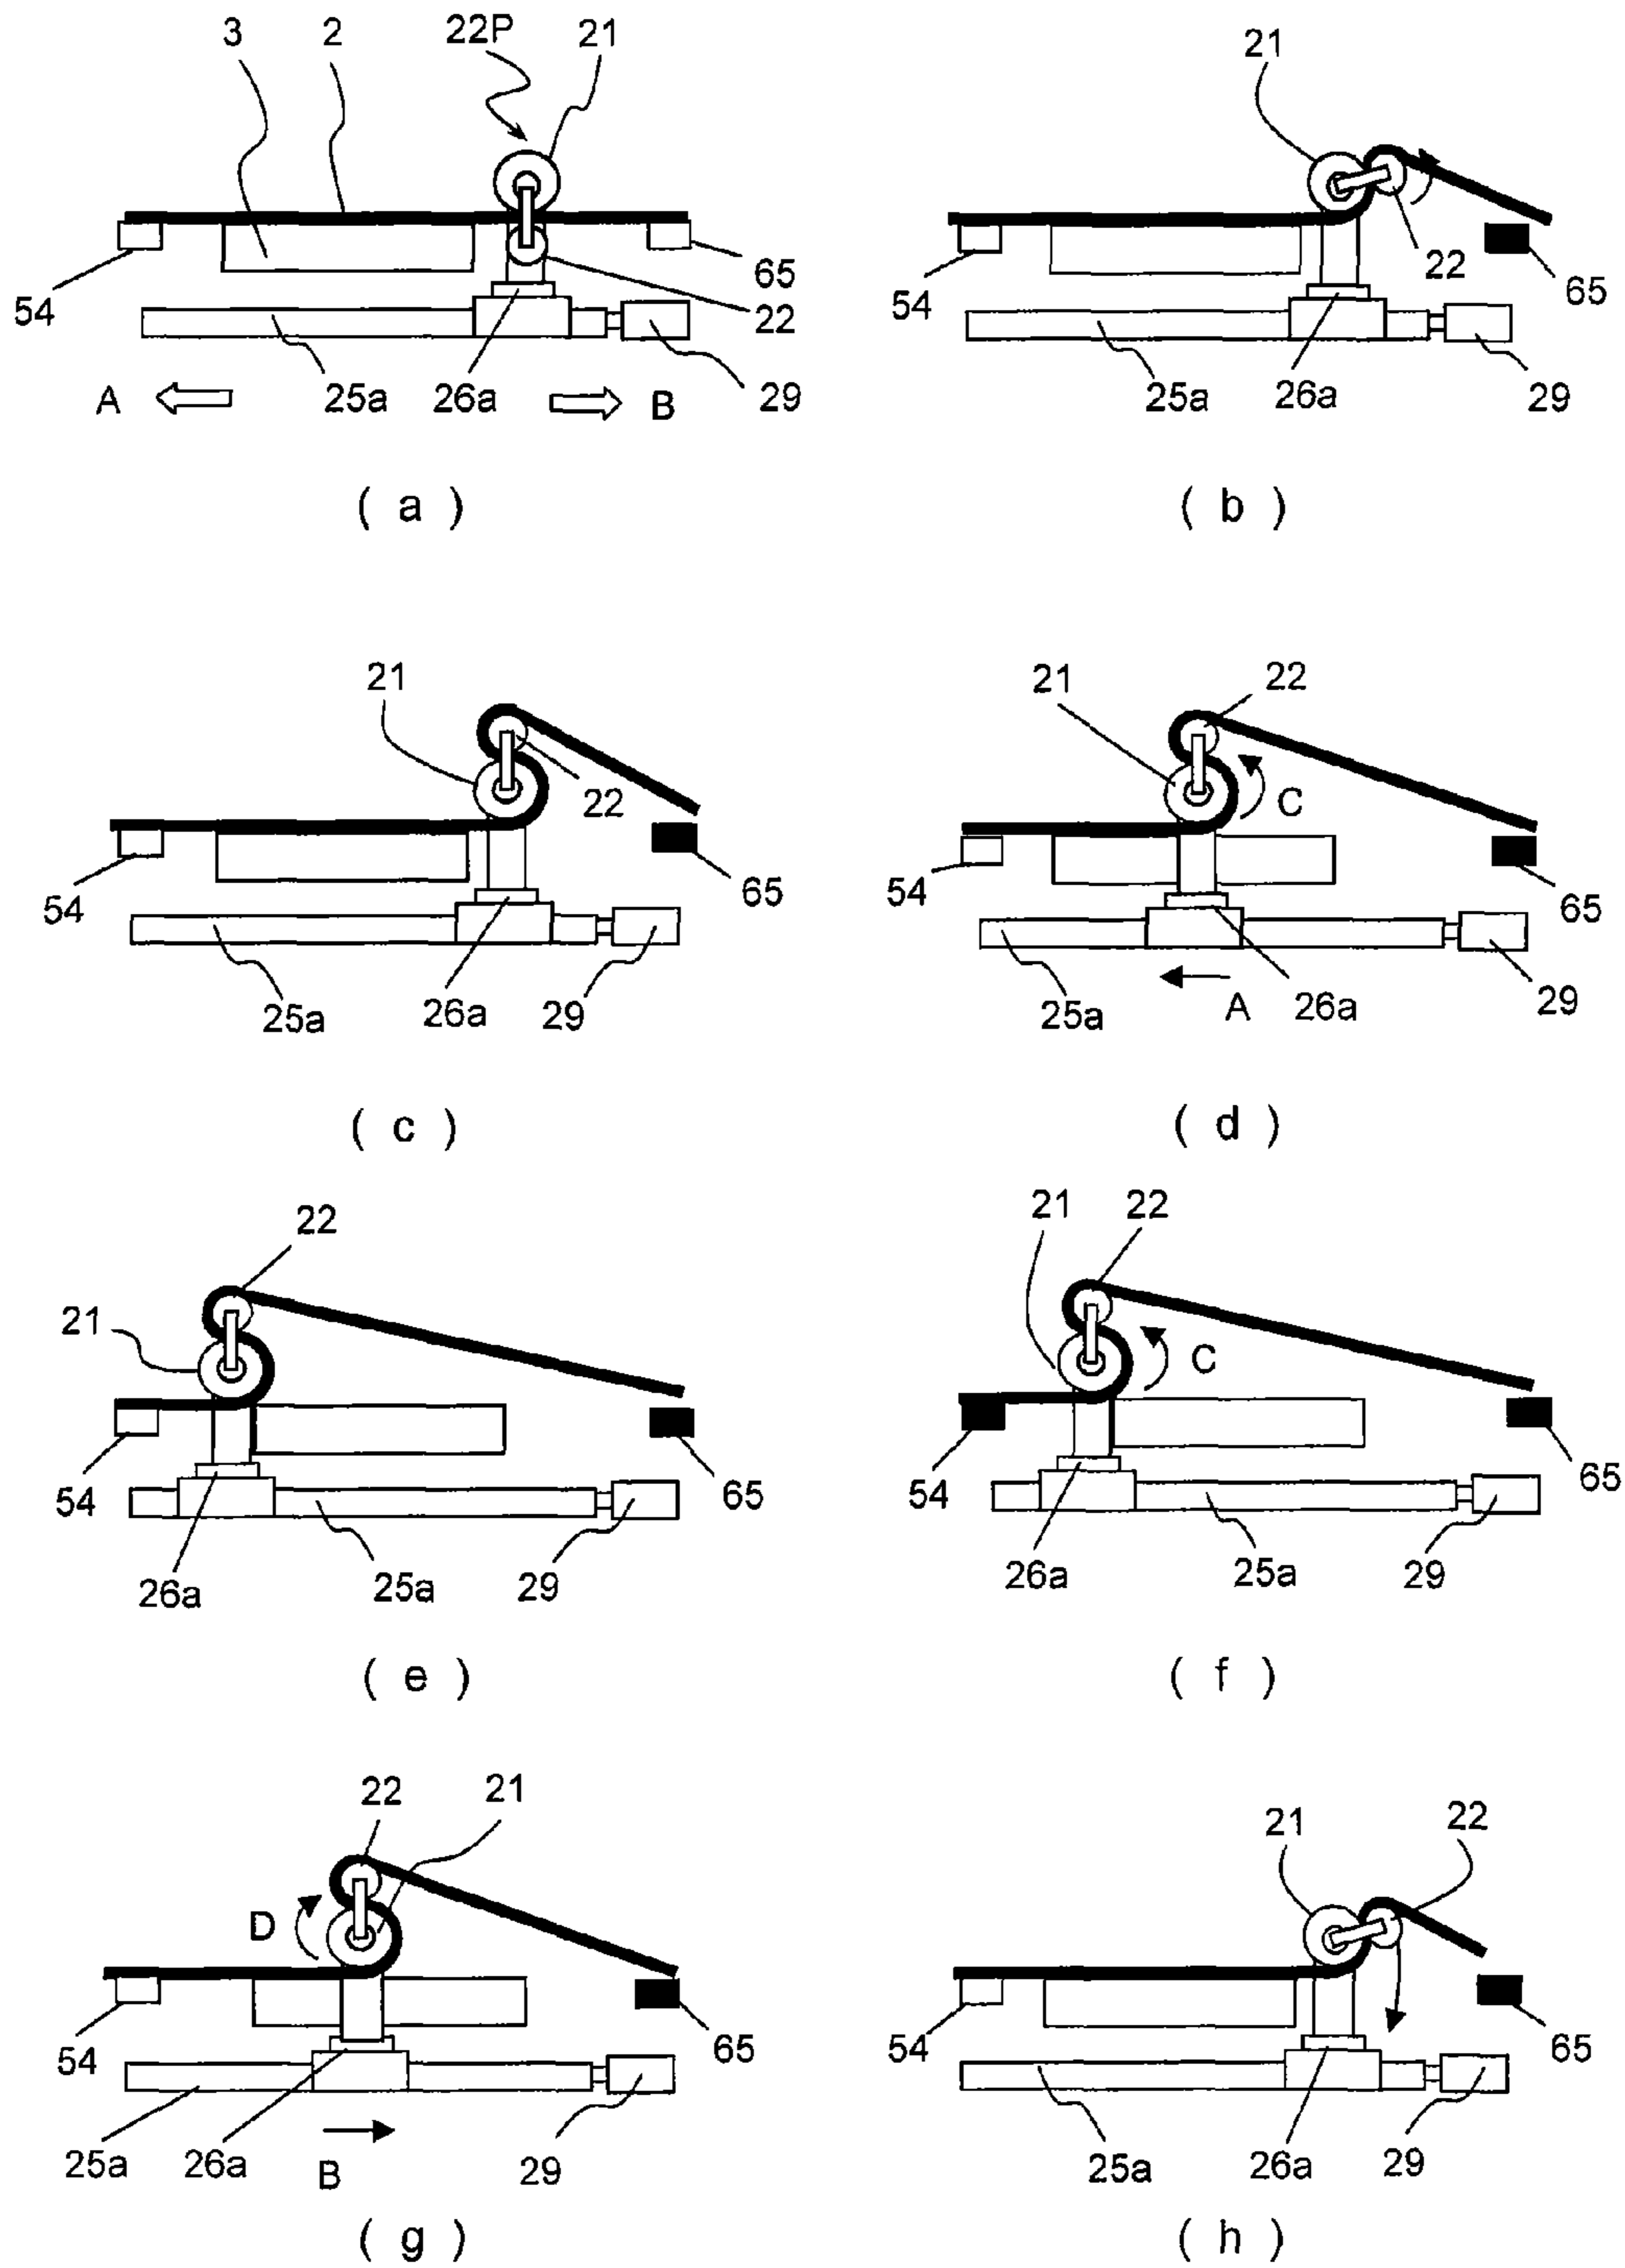 3 2 22P 21
54 65
22
A 25a 26a B 29
( a )
21
54 22 65
25a 26a 29
( b )
21
22
54 65
25a 26a 29
( c )
21 22
C
54 65
25a A 26a 29
( d )
22
21
54 65
26a 25a 29
( e )
21 22
C
54 65
26a 25a 29
( f )
22 21
D
54 65
25a 26a B 29
( g )
21 22
54 65
25a 26a 29
( h )